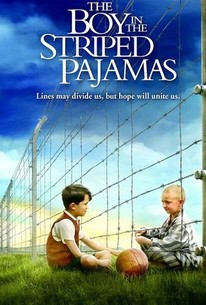 THE
BOY IN THE
STRIPED
PAJAMAS
Lines may divide us, but hope will unite us.